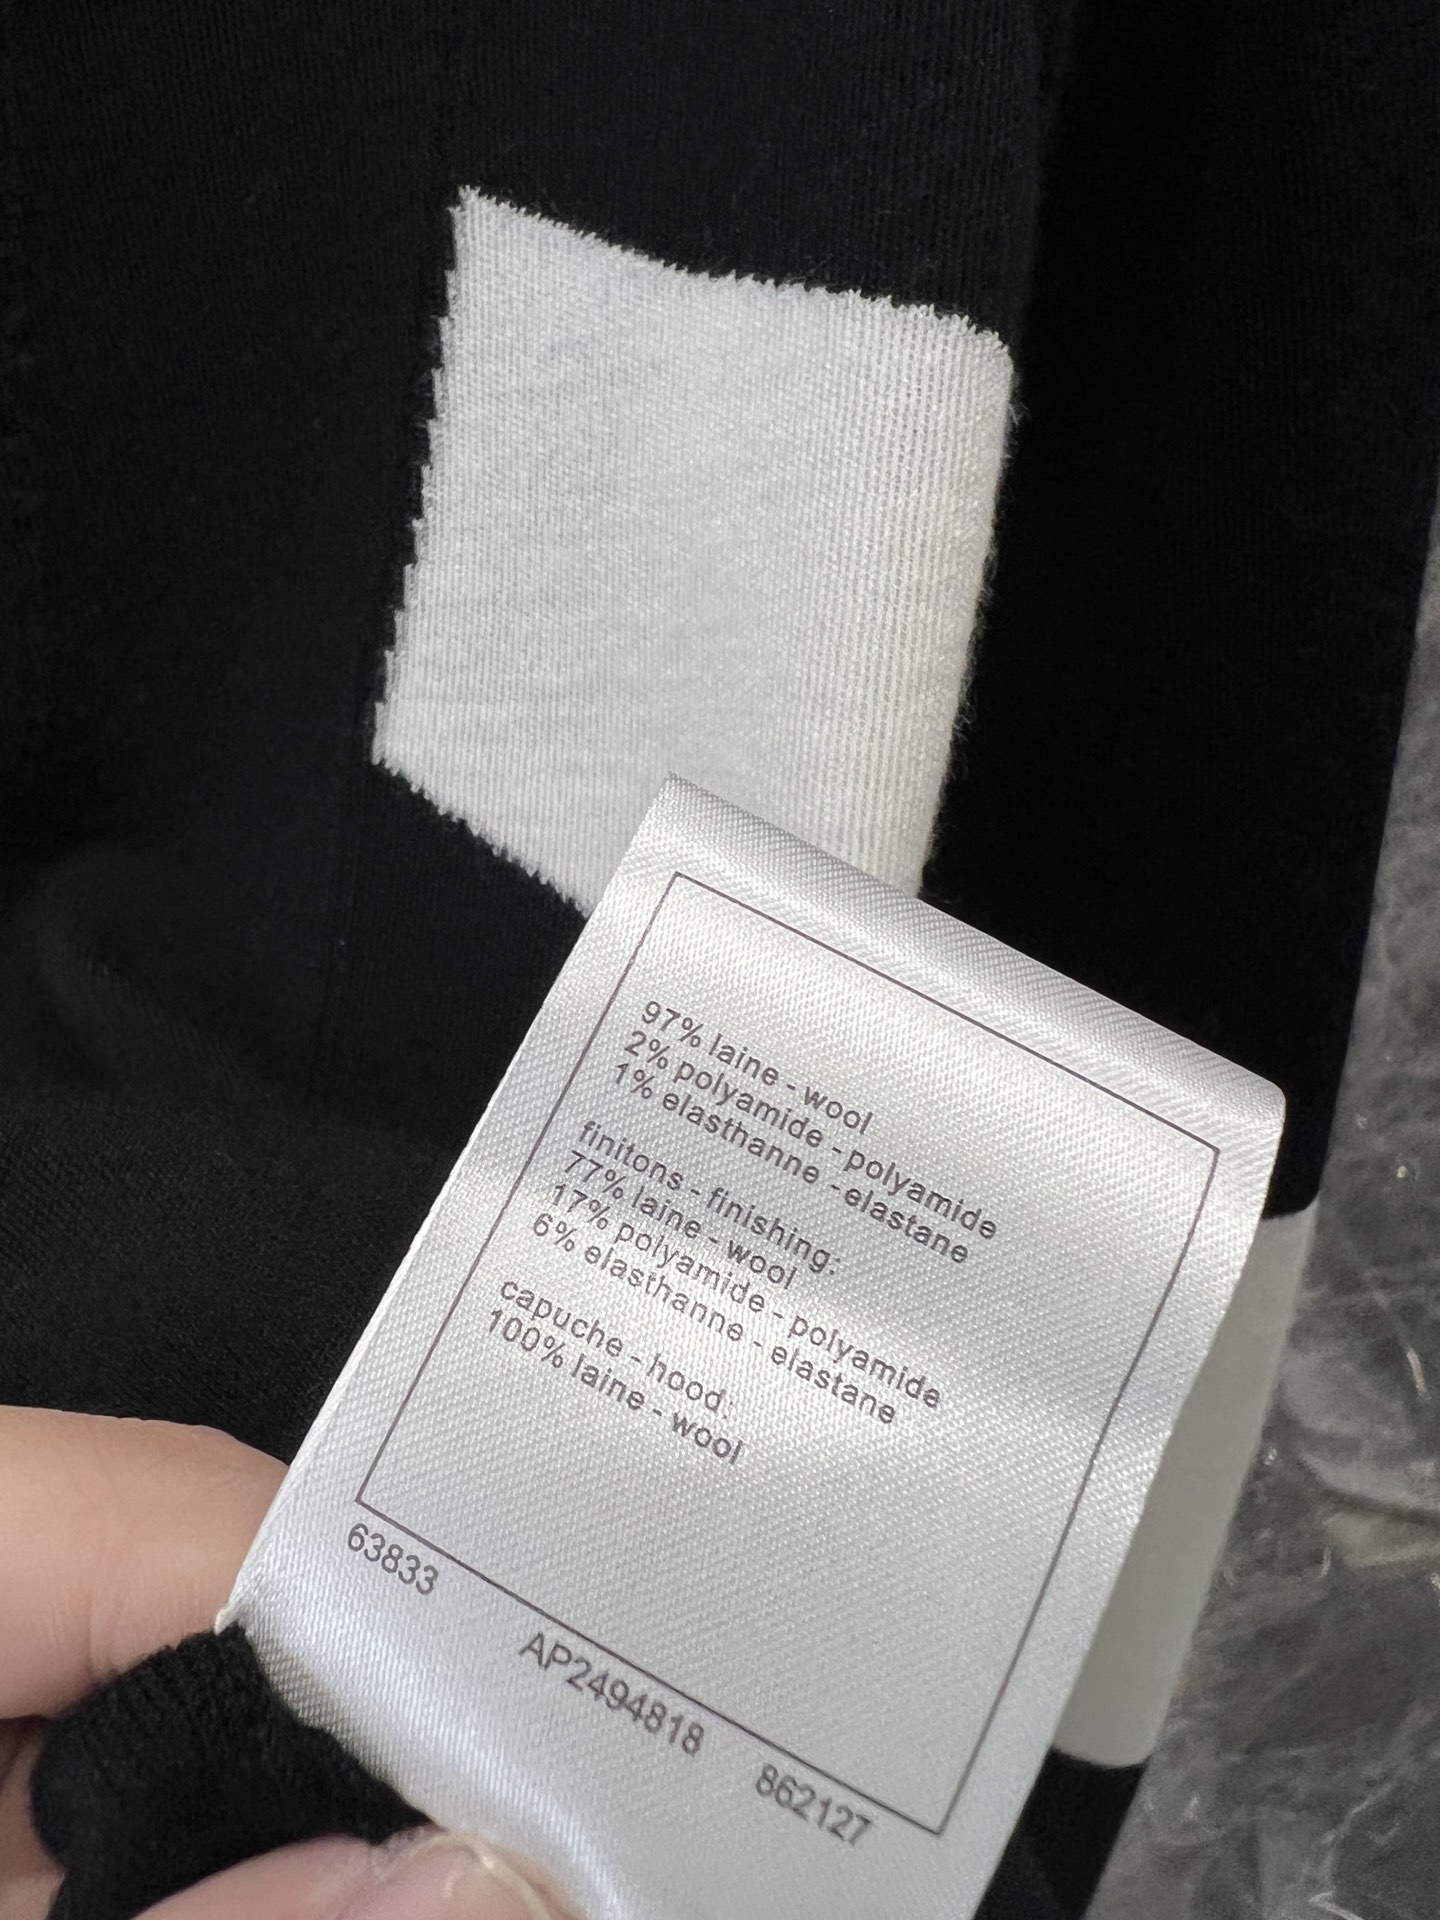 97% laine - wool
2% polyamide - polyamide
1% elasthanne - elastane
finitons - finishing:
77% laine - wool
17% polyamide - polyamide
6% elasthanne - elastane
capuche - hood:
100% laine - wool
63833
AP2494818
862127